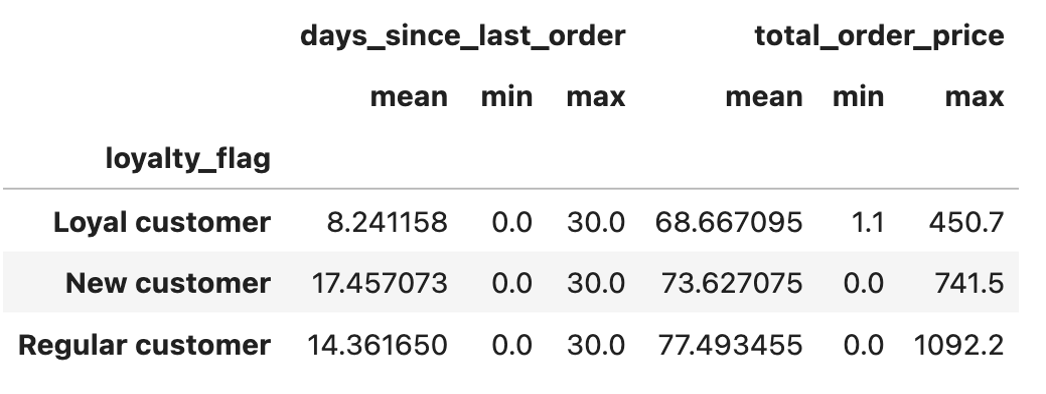 days_since_last_order total_order_price
mean min max mean min max
loyalty_flag
Loyal customer 8.241158 0.0 30.0 68.667095 1.1 450.7
New customer 17.457073 0.0 30.0 73.627075 0.0 741.5
Regular customer 14.361650 0.0 30.0 77.493455 0.0 1092.2